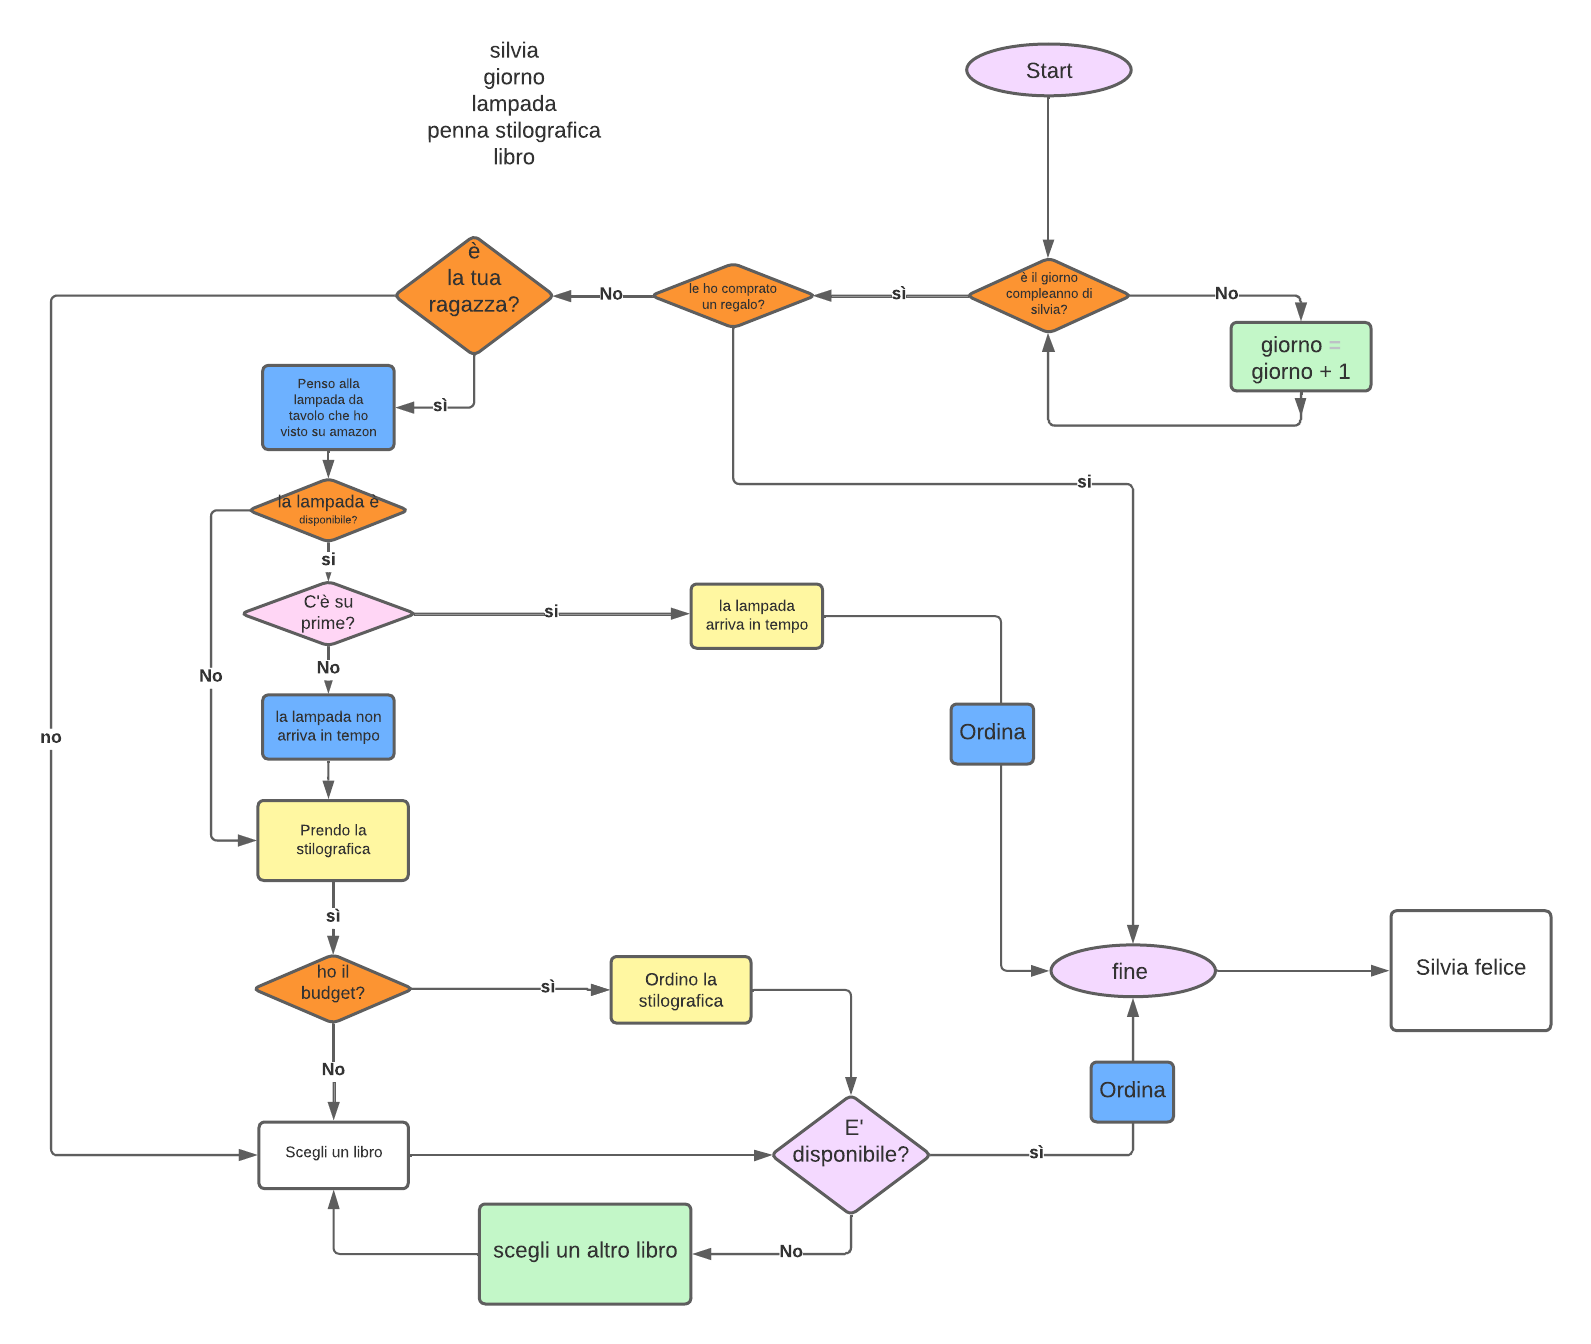 silvia
giorno
lampada
penna stilografica
libro
Start
è
la tua
ragazza?
No
le ho comprato
un regalo?
sì
è il giorno
compleanno di
silvia?
No
giorno =
giorno + 1
Penso alla
lampada da
tavolo che ho
visto su amazon
sì
si
la lampada è
disponibile?
si
C'è su
prime?
si
la lampada
arriva in tempo
No
No
no
la lampada non
arriva in tempo
Ordina
Prendo la
stilografica
sì
ho il
budget?
sì
Ordino la
stilografica
fine
Silvia felice
No
Ordina
Scegli un libro
E'
disponibile?
sì
scegli un altro libro
No